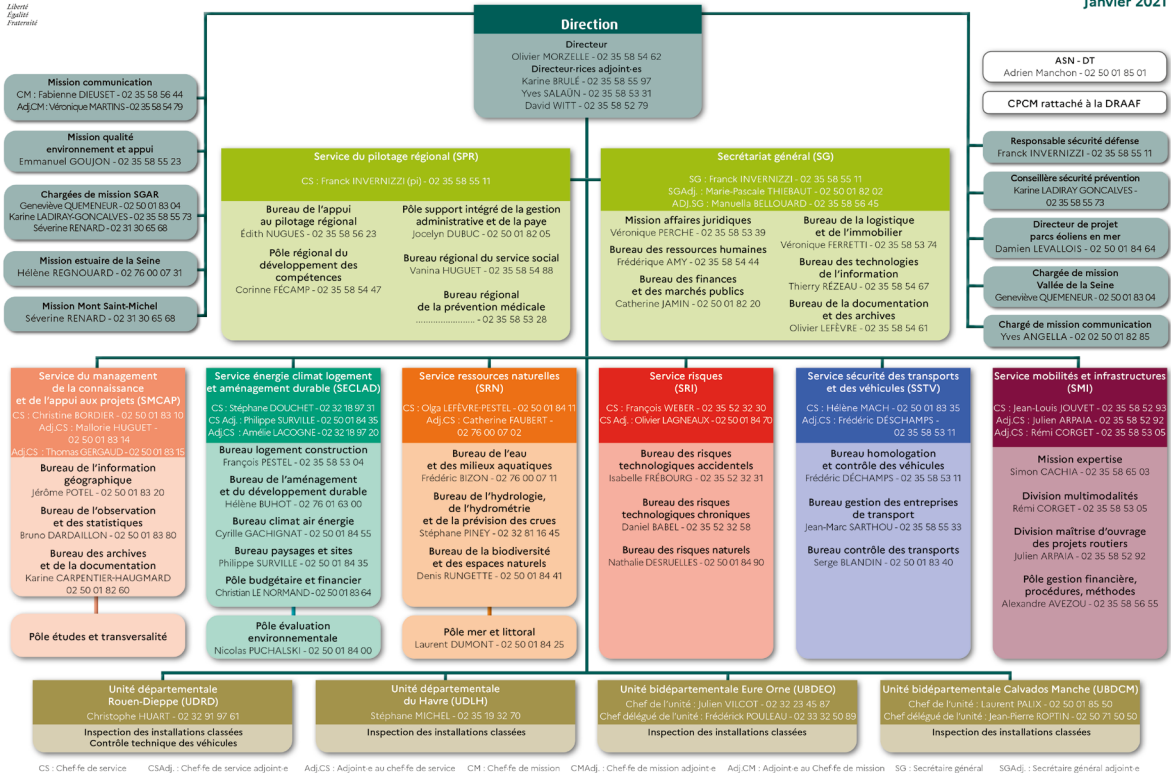 Liberté
Égalité
Fraternité
Janvier 2021
Direction
Directeur
Olivier MORZELLE - 02 35 58 54 62
Directeur·rices adjoint·es
Karine BRULÉ - 02 35 58 55 97
Yves SALAÜN - 02 35 58 53 31
David WITT - 02 35 58 52 79
Mission communication
CM : Fabienne DIEUSET - 02 35 58 56 44
Adj.CM : Véronique MARTINS - 02 35 58 54 79
Mission qualité
environnement et appui
Emmanuel GOUJON - 02 35 58 55 23
Chargées de mission SGAR
Geneviève QUEMENEUR - 02 50 01 83 04
Karine LADIRAY-GONCALVES - 02 35 58 55 73
Séverine RENARD - 02 31 30 65 68
Mission estuaire de la Seine
Hélène REGNOUARD - 02 76 00 07 31
Mission Mont Saint-Michel
Séverine RENARD - 02 31 30 65 68
ASN - DT
Adrien Manchon - 02 50 01 85 01
CPCM rattaché à la DRAAF
Responsable sécurité défense
Franck INVERNIZZI - 02 35 58 55 11
Conseillère sécurité prévention
Karine LADIRAY GONCALVES -
02 35 58 55 73
Directeur de projet
parcs éoliens en mer
Damien LEVALLOIS - 02 50 01 84 64
Chargée de mission
Vallée de la Seine
Geneviève QUEMENEUR - 02 50 01 83 04
Chargé de mission communication
Yves ANGELLA - 02 02 50 01 82 85
Service du pilotage régional (SPR)
CS : Franck INVERNIZZI (pi) - 02 35 58 55 11
Bureau de l'appui
au pilotage régional
Édith NUGUES - 02 35 58 56 23
Pôle régional du
développement des
compétences
Corinne FÉCAMP - 02 35 58 54 47
Pôle support intégré de la gestion
administrative et de la paye
Jocelyn DUBUC - 02 50 01 82 05
Bureau régional du service social
Vanina HUGUET - 02 35 58 54 88
Bureau régional
de la prévention médicale
........................ - 02 35 58 53 28
Secrétariat général (SG)
SG : Franck INVERNIZZI - 02 35 58 55 11
SGAdj. : Marie-Pascale THIEBAUT - 02 50 01 82 02
ADJ.SG : Manuella BELLOUARD - 02 35 58 56 45
Mission affaires juridiques
Véronique PERCHE - 02 35 58 53 39
Bureau des ressources humaines
Frédérique AMY - 02 35 58 54 44
Bureau des finances
et des marchés publics
Catherine JAMIN - 02 50 01 82 20
Bureau de la logistique
et de l'immobilier
Véronique FERRETTI - 02 35 58 53 74
Bureau des technologies
de l'information
Thierry RÉZEAU - 02 35 58 54 67
Bureau de la documentation
et des archives
Olivier LEFÈVRE - 02 35 58 54 61
Service du management
de la connaissance
et de l'appui aux projets (SMCAP)
CS : Christine BORDIER - 02 50 01 83 10
Adj.CS : Mallorie HUGUET -
02 50 01 83 14
Adj.CS : Thomas GERGAUD - 02 50 01 83 15
Bureau de l'information
géographique
Jérôme POTEL - 02 50 01 83 20
Bureau de l'observation
et des statistiques
Bruno DARDAILLON - 02 50 01 83 80
Bureau des archives
et de la documentation
Karine CARPENTIER-HAUGMARD
02 50 01 82 60
Pôle études et transversalité
Service énergie climat logement
et aménagement durable (SECLAD)
CS : Stéphane DOUCHET - 02 32 18 97 31
CS Adj. : Philippe SURVILLE - 02 50 01 84 35
Adj.CS : Amélie LACOGNE - 02 32 18 97 20
Bureau logement construction
François PESTEL - 02 35 58 53 04
Bureau de l'aménagement
et du développement durable
Hélène BUHOT - 02 76 01 63 00
Bureau climat air énergie
Cyrille GACHIGNAT - 02 50 01 84 55
Bureau paysages et sites
Philippe SURVILLE - 02 50 01 84 35
Pôle budgétaire et financier
Christian LE NORMAND - 02 50 01 83 64
Pôle évaluation
environnementale
Nicolas PUCHALSKI - 02 50 01 84 00
Service ressources naturelles
(SRN)
CS : Olga LEFÈVRE-PESTEL - 02 50 01 84 11
Adj.CS : Catherine FAUBERT -
02 76 00 07 02
Bureau de l'eau
et des milieux aquatiques
Frédéric BIZON - 02 76 00 07 11
Bureau de l'hydrologie,
de l'hydrométrie
et de la prévision des crues
Stéphane PINEY - 02 32 81 16 45
Bureau de la biodiversité
et des espaces naturels
Denis RUNGETTE - 02 50 01 84 41
Pôle mer et littoral
Laurent DUMONT - 02 50 01 84 25
Service risques
(SRI)
CS : François WEBER - 02 35 52 32 30
CS Adj. : Olivier LAGNEAUX - 02 50 01 84 70
Bureau des risques
technologiques accidentels
Isabelle FRÉBOURG - 02 35 52 32 31
Bureau des risques
technologiques chroniques
Daniel BABEL - 02 35 52 32 58
Bureau des risques naturels
Nathalie DESRUELLES - 02 50 01 84 90
Service sécurité des transports
et des véhicules (SSTV)
CS : Hélène MACH - 02 50 01 83 35
Adj.CS : Frédéric DÉSCHAMPS -
02 35 58 53 11
Bureau homologation
et contrôle des véhicules
Frédéric DÉCHAMPS - 02 35 58 53 11
Bureau gestion des entreprises
de transport
Jean-Marc SARTHOU - 02 35 58 55 33
Bureau contrôle des transports
Serge BLANDIN - 02 50 01 83 40
Service mobilités et infrastructures
(SMI)
CS : Jean-Louis JOUVET - 02 35 58 52 93
Adj.CS : Julien ARPAIA - 02 35 58 52 92
Adj.CS : Rémi CORGET - 02 35 58 53 05
Mission expertise
Simon CACHIA - 02 35 58 65 03
Division multimodalités
Rémi CORGET - 02 35 58 53 05
Division maîtrise d'ouvrage
des projets routiers
Julien ARPAIA - 02 35 58 52 92
Pôle gestion financière,
procédures, méthodes
Alexandre AVEZOU - 02 35 58 56 55
Unité départementale
Rouen-Dieppe (UDRD)
Christophe HUART - 02 32 91 97 61
Inspection des installations classées
Contrôle technique des véhicules
Unité départementale
du Havre (UDLH)
Stéphane MICHEL - 02 35 19 32 70
Inspection des installations classées
Unité bidépartementale Eure Orne (UBDEO)
Chef de l'unité : Julien VILCOT - 02 32 23 45 87
Chef délégué de l'unité : Frédérick POULEAU - 02 33 32 50 89
Inspection des installations classées
Unité bidépartementale Calvados Manche (UBDCM)
Chef de l'unité : Laurent PALIX - 02 50 01 85 50
Chef délégué de l'unité : Jean-Pierre ROPTIN - 02 50 71 50 50
Inspection des installations classées
CS : Chef·fe de service CSAdj. : Chef·fe de service adjoint·e Adj.CS : Adjoint·e au chef·fe de service CM : Chef·fe de mission CMAdj. : Chef·fe de mission adjoint·e Adj.CM : Adjoint·e au Chef·fe de mission SG : Secrétaire général SGAdj. : Secrétaire général adjoint·e